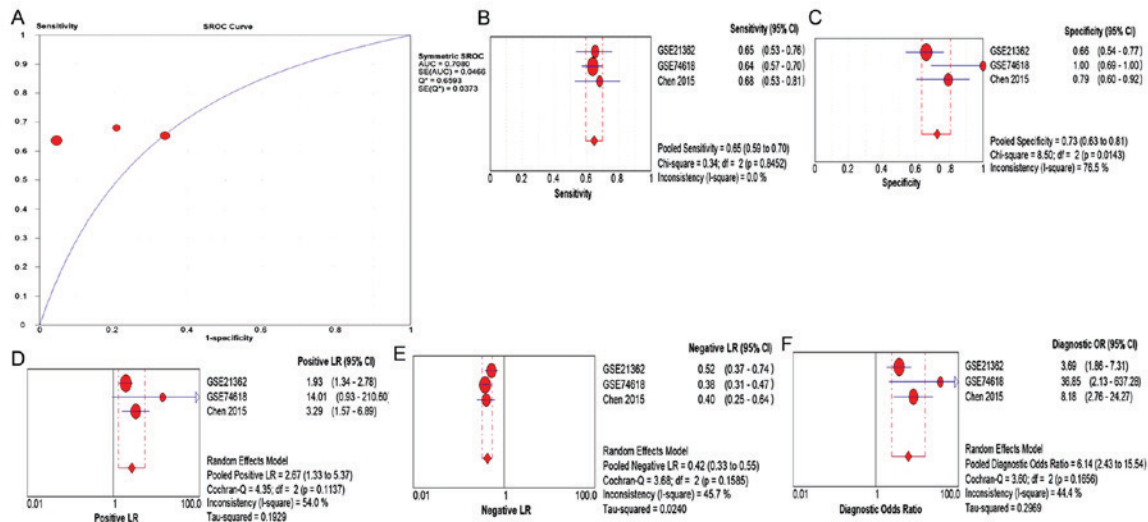 A
Sensitivity
SROC Curve
1
0.9
0.8
0.7
0.6
0.5
0.4
0.3
0.2
0.1
0
0
0.2
0.4
0.6
0.8
1
1-specificity
Symmetric SROC
AUC = 0.7080
SE(AUC) = 0.0466
Q* = 0.6593
SE(Q*) = 0.0373
B
Sensitivity (95% CI)
GSE21362 0.65 (0.53 - 0.76)
GSE74618 0.64 (0.57 - 0.70)
Chen 2015 0.68 (0.53 - 0.81)
Pooled Sensitivity = 0.65 (0.59 to 0.70)
Chi-square = 0.34; df = 2 (p = 0.8452)
Inconsistency (I-square) = 0.0 %
0 0.2 0.4 0.6 0.8 1
Sensitivity
C
Specificity (95% CI)
GSE21362 0.66 (0.54 - 0.77)
GSE74618 1.00 (0.69 - 1.00)
Chen 2015 0.79 (0.60 - 0.92)
Pooled Specificity = 0.73 (0.63 to 0.81)
Chi-square = 8.50; df = 2 (p = 0.0143)
Inconsistency (I-square) = 76.5 %
0 0.2 0.4 0.6 0.8 1
Specificity
D
Positive LR (95% CI)
GSE21362 1.93 (1.34 - 2.78)
GSE74618 14.01 (0.93 - 210.60)
Chen 2015 3.29 (1.57 - 6.89)
Random Effects Model
Pooled Positive LR = 2.67 (1.33 to 5.37)
Cochran-Q = 4.35; df = 2 (p = 0.1137)
Inconsistency (I-square) = 54.0 %
Tau-squared = 0.1929
0.01 1 100.0
Positive LR
E
Negative LR (95% CI)
GSE21362 0.52 (0.37 - 0.74)
GSE74618 0.38 (0.31 - 0.47)
Chen 2015 0.40 (0.25 - 0.64)
Random Effects Model
Pooled Negative LR = 0.42 (0.33 to 0.55)
Cochran-Q = 3.68; df = 2 (p = 0.1585)
Inconsistency (I-square) = 45.7 %
Tau-squared = 0.0240
0.01 1 100.0
Negative LR
F
Diagnostic OR (95% CI)
GSE21362 3.69 (1.86 - 7.31)
GSE74618 36.85 (2.13 - 637.28)
Chen 2015 8.18 (2.76 - 24.27)
Random Effects Model
Pooled Diagnostic Odds Ratio = 6.14 (2.43 to 15.54)
Cochran-Q = 3.60; df = 2 (p = 0.1656)
Inconsistency (I-square) = 44.4 %
Tau-squared = 0.2969
0.01 1 100.0
Diagnostic Odds Ratio